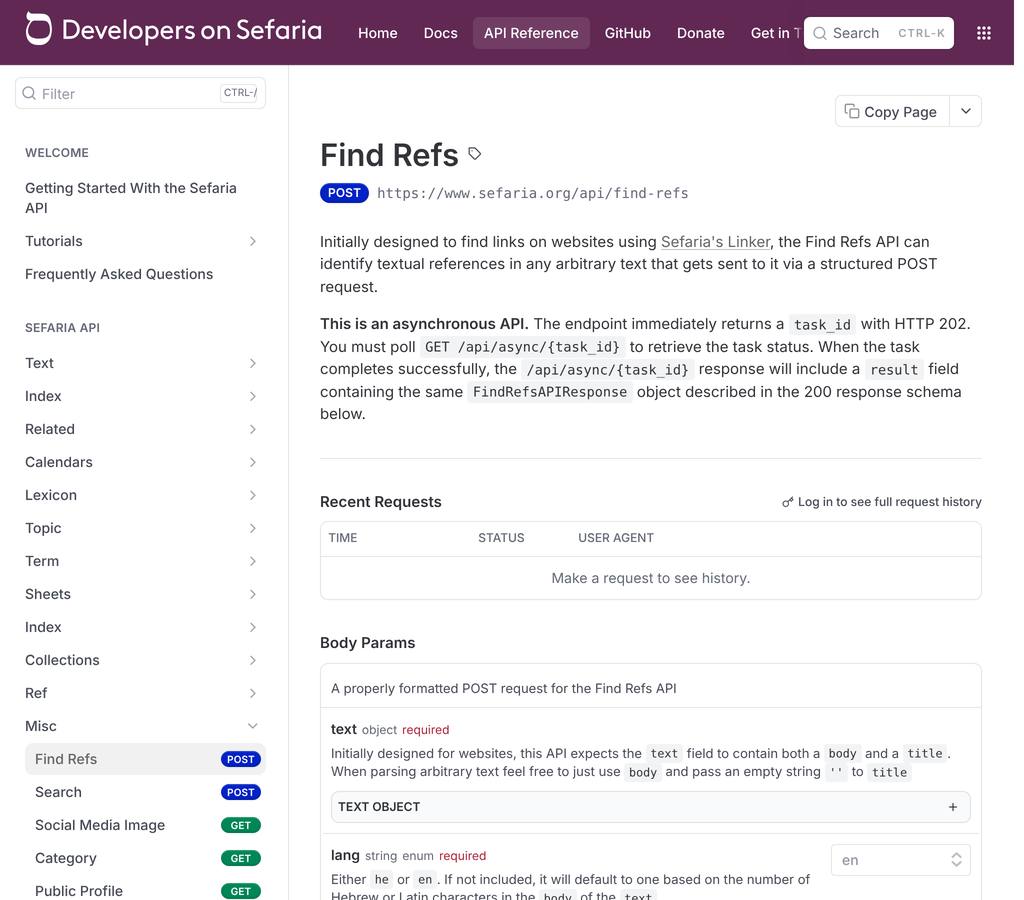 Developers on Sefaria
Home Docs API Reference GitHub Donate Get in T Search CTRL-K
Filter CTRL-/
WELCOME
Getting Started With the Sefaria
API
Tutorials
Frequently Asked Questions
SEFARIA API
Text
Index
Related
Calendars
Lexicon
Topic
Term
Sheets
Index
Collections
Ref
Misc
Find Refs POST
Search POST
Social Media Image GET
Category GET
Public Profile GET
Copy Page
Find Refs
POST https://www.sefaria.org/api/find-refs
Initially designed to find links on websites using Sefaria's Linker, the Find Refs API can
identify textual references in any arbitrary text that gets sent to it via a structured POST
request.
This is an asynchronous API. The endpoint immediately returns a task_id with HTTP 202.
You must poll GET /api/async/{task_id} to retrieve the task status. When the task
completes successfully, the /api/async/{task_id} response will include a result field
containing the same FindRefsAPIResponse object described in the 200 response schema
below.
Recent Requests Log in to see full request history
TIME STATUS USER AGENT
Make a request to see history.
Body Params
A properly formatted POST request for the Find Refs API
text object required
Initially designed for websites, this API expects the text field to contain both a body and a title.
When parsing arbitrary text feel free to just use body and pass an empty string '' to title
TEXT OBJECT +
lang string enum required en
Either he or en. If not included, it will default to one based on the number of
Hebrew or Latin characters in the body of the text